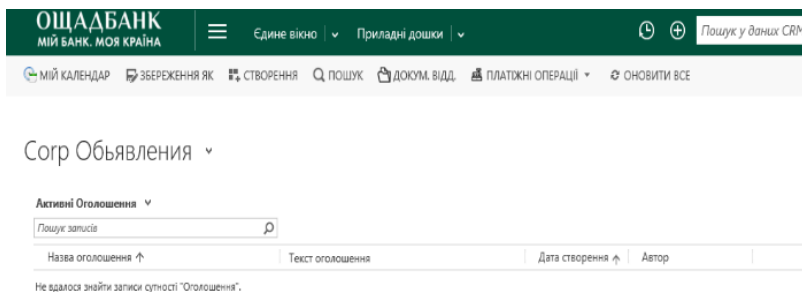 ОЩАДБАНК
МІЙ БАНК. МОЯ КРАЇНА
Єдине вікно
Прикладні дошки
Пошук у даних CRM
МІЙ КАЛЕНДАР ЗБЕРЕЖЕННЯ ЯК СТВОРЕННЯ ПОШУК ДОКУМ. ВІДД. ПЛАТІЖНІ ОПЕРАЦІЇ ОНОВИТИ ВСЕ
Corp Обьявления
Активні Оголошення
Пошук записів
Назва оголошення Текст оголошення Дата створення Автор
Не вдалося знайти записи сутності "Оголошення".